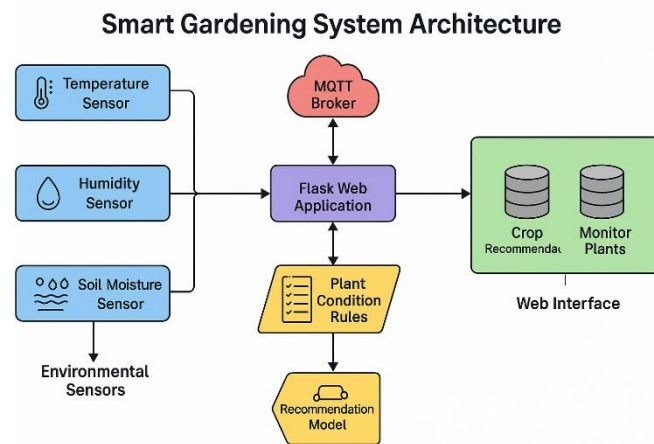 Smart Gardening System Architecture
Temperature
Sensor
Humidity
Sensor
Soil Moisture
Sensor
Environmental
Sensors
MQTT
Broker
Flask Web
Application
Plant
Condition
Rules
Recommendation
Model
Crop
Recommendac
Monitor
Plants
Web Interface